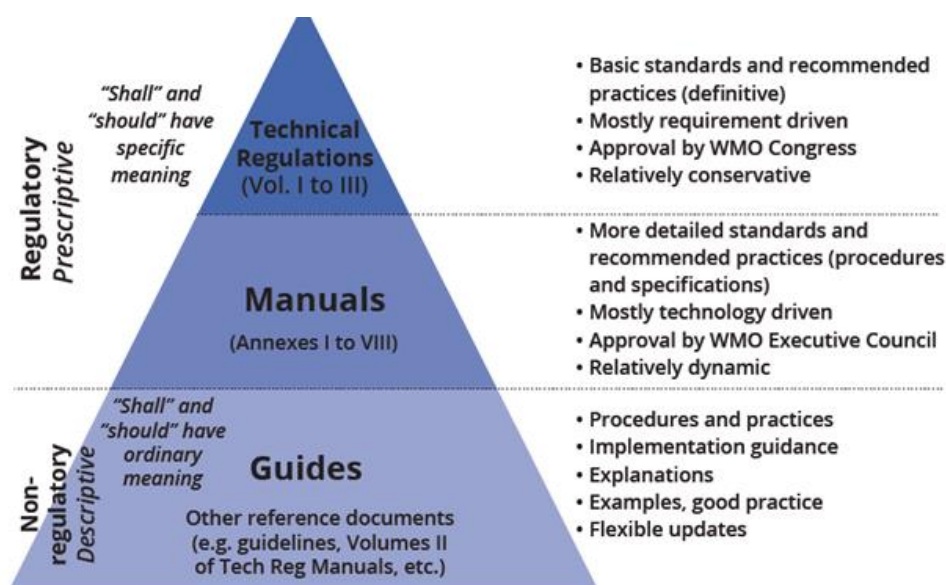 Regulatory
Prescriptive
“Shall” and
“should” have
specific
meaning
Technical
Regulations
(Vol. I to III)
• Basic standards and recommended
practices (definitive)
• Mostly requirement driven
• Approval by WMO Congress
• Relatively conservative
Manuals
(Annexes I to VIII)
• More detailed standards and
recommended practices (procedures
and specifications)
• Mostly technology driven
• Approval by WMO Executive Council
• Relatively dynamic
Non-
regulatory
Descriptive
“Shall” and
“should” have
ordinary
meaning
Guides
Other reference documents
(e.g. guidelines, Volumes II
of Tech Reg Manuals, etc.)
• Procedures and practices
• Implementation guidance
• Explanations
• Examples, good practice
• Flexible updates